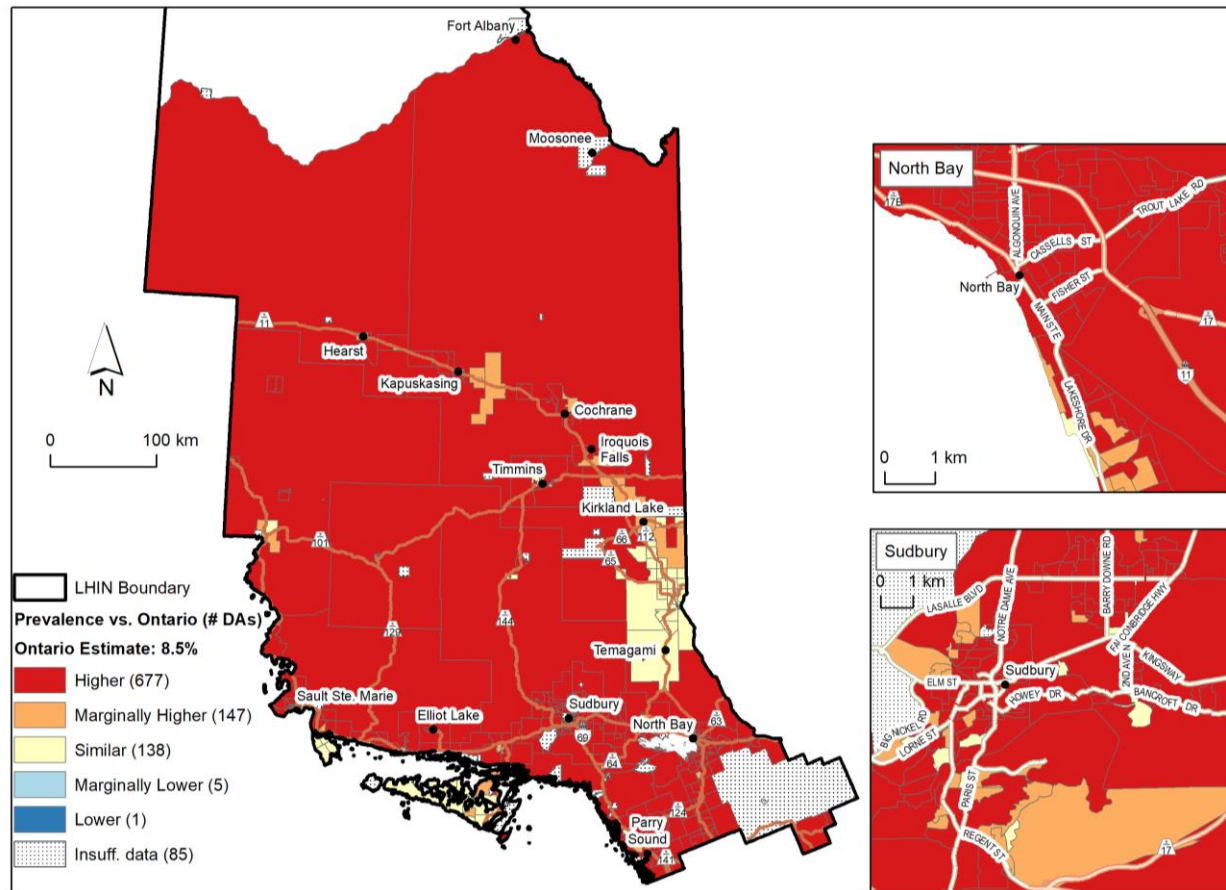 Fort Albany
Moosonee
11
Hearst
Kapuskasing
Cochrane
Iroquois
Falls
Timmins
Kirkland Lake
66
112
65
101
129
144
Temagami
Sault Ste. Marie
Elliot Lake
Sudbury
69
North Bay
63
64
124
Parry
Sound
141
N
0 100 km
LHIN Boundary
Prevalence vs. Ontario (# DAs)
Ontario Estimate: 8.5%
Higher (677)
Marginally Higher (147)
Similar (138)
Marginally Lower (5)
Lower (1)
Insuff. data (85)
North Bay
17B
ALGONQUIN AVE
CASSELLS ST
TROUT LAKE RD
North Bay
FISHER ST
MAIN ST E
17
11
LAKESHORE DR
0 1 km
Sudbury
0 1 km
LASALLE BLVD
NOTRE DAME AVE
BARRY DOWNE RD
FALCONBRIDGE HWY
KINGSWAY
2ND AVE N
Sudbury
ELM ST
HOWEY DR
BANCROFT DR
BIG NICKEL RD
LORNE ST
PARIS ST
REGENT ST
17